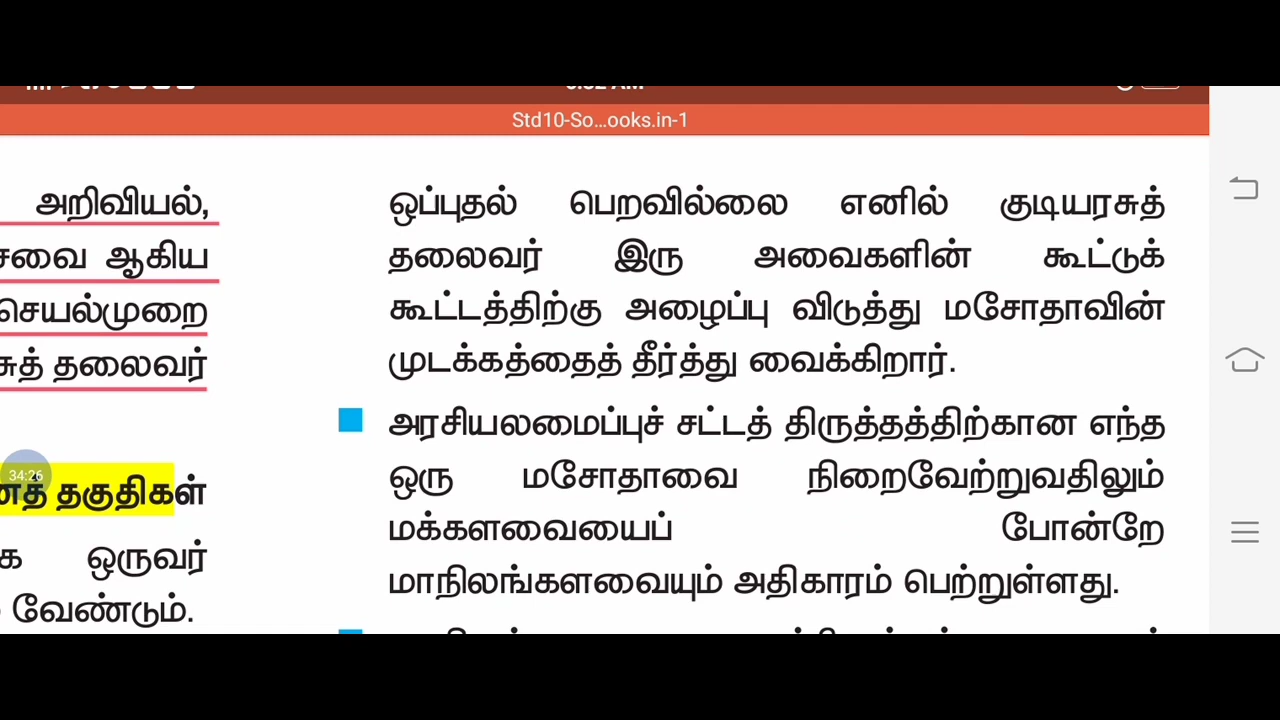 Std10-So...ooks.in-1
அறிவியல்,
ஆகிய
செயல்முறை
தலைவர்
34:26
தகுதிகள்
ஒருவர்
வேண்டும்.
ஒப்புதல் பெறவில்லை எனில் குடியரசுத்
தலைவர் இரு அவைகளின் கூட்டுக்
கூட்டத்திற்கு அழைப்பு விடுத்து மசோதாவின்
முடக்கத்தைத் தீர்த்து வைக்கிறார்.
அரசியலமைப்புச் சட்டத் திருத்தத்திற்கான எந்த
ஒரு மசோதாவை நிறைவேற்றுவதிலும்
மக்களவையைப் போன்றே
மாநிலங்களவையும் அதிகாரம் பெற்றுள்ளது.